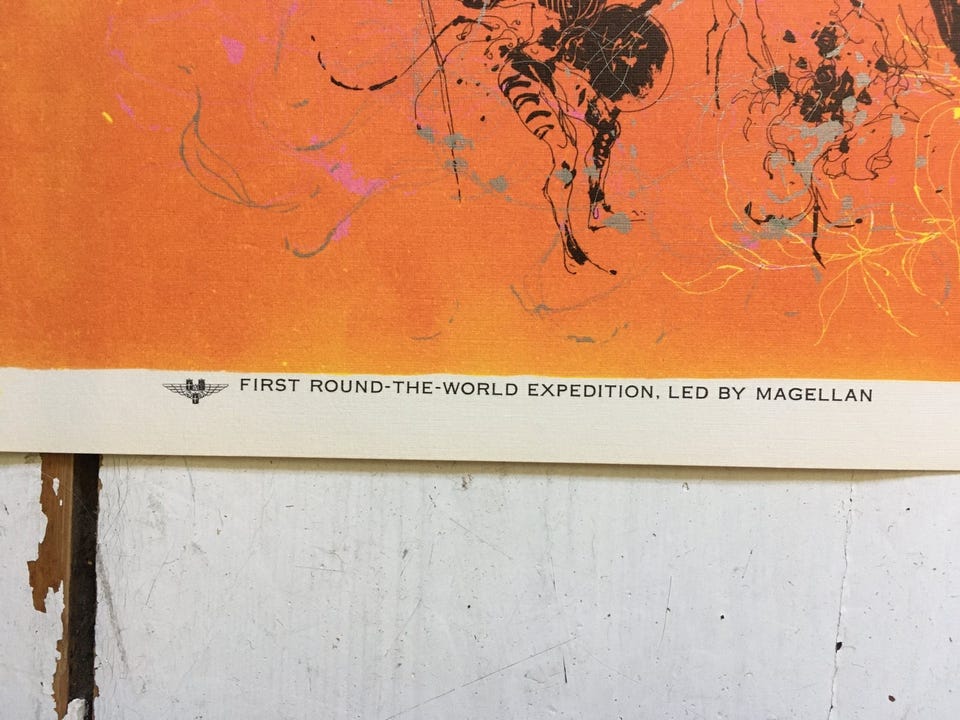 FIRST ROUND-THE-WORLD EXPEDITION, LED BY MAGELLAN